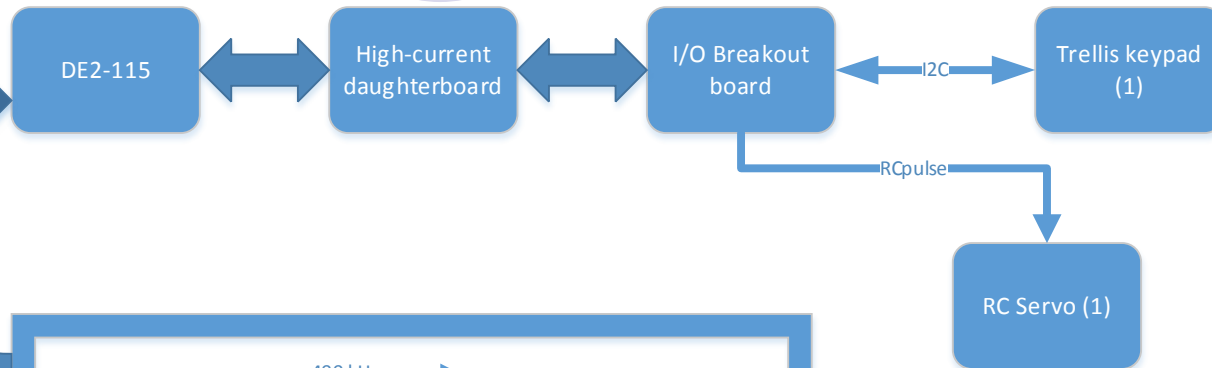 DE2-115
High-current
daughterboard
I/O Breakout
board
I2C
Trellis keypad
(1)
RCpulse
RC Servo (1)